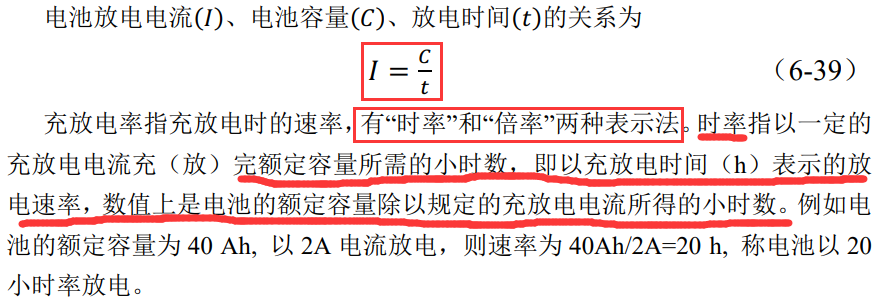 电池放电电流(I)、电池容量(C)、放电时间(t)的关系为
I = C/t （6-39）
充放电率指充放电时的速率，有“时率”和“倍率”两种表示法。时率指以一定的
充放电电流充（放）完额定容量所需的小时数，即以充放电时间（h）表示的放
电速率，数值上是电池的额定容量除以规定的充放电电流所得的小时数。例如电
池的额定容量为 40 Ah, 以 2A 电流放电，则速率为 40Ah/2A=20 h, 称电池以 20
小时率放电。